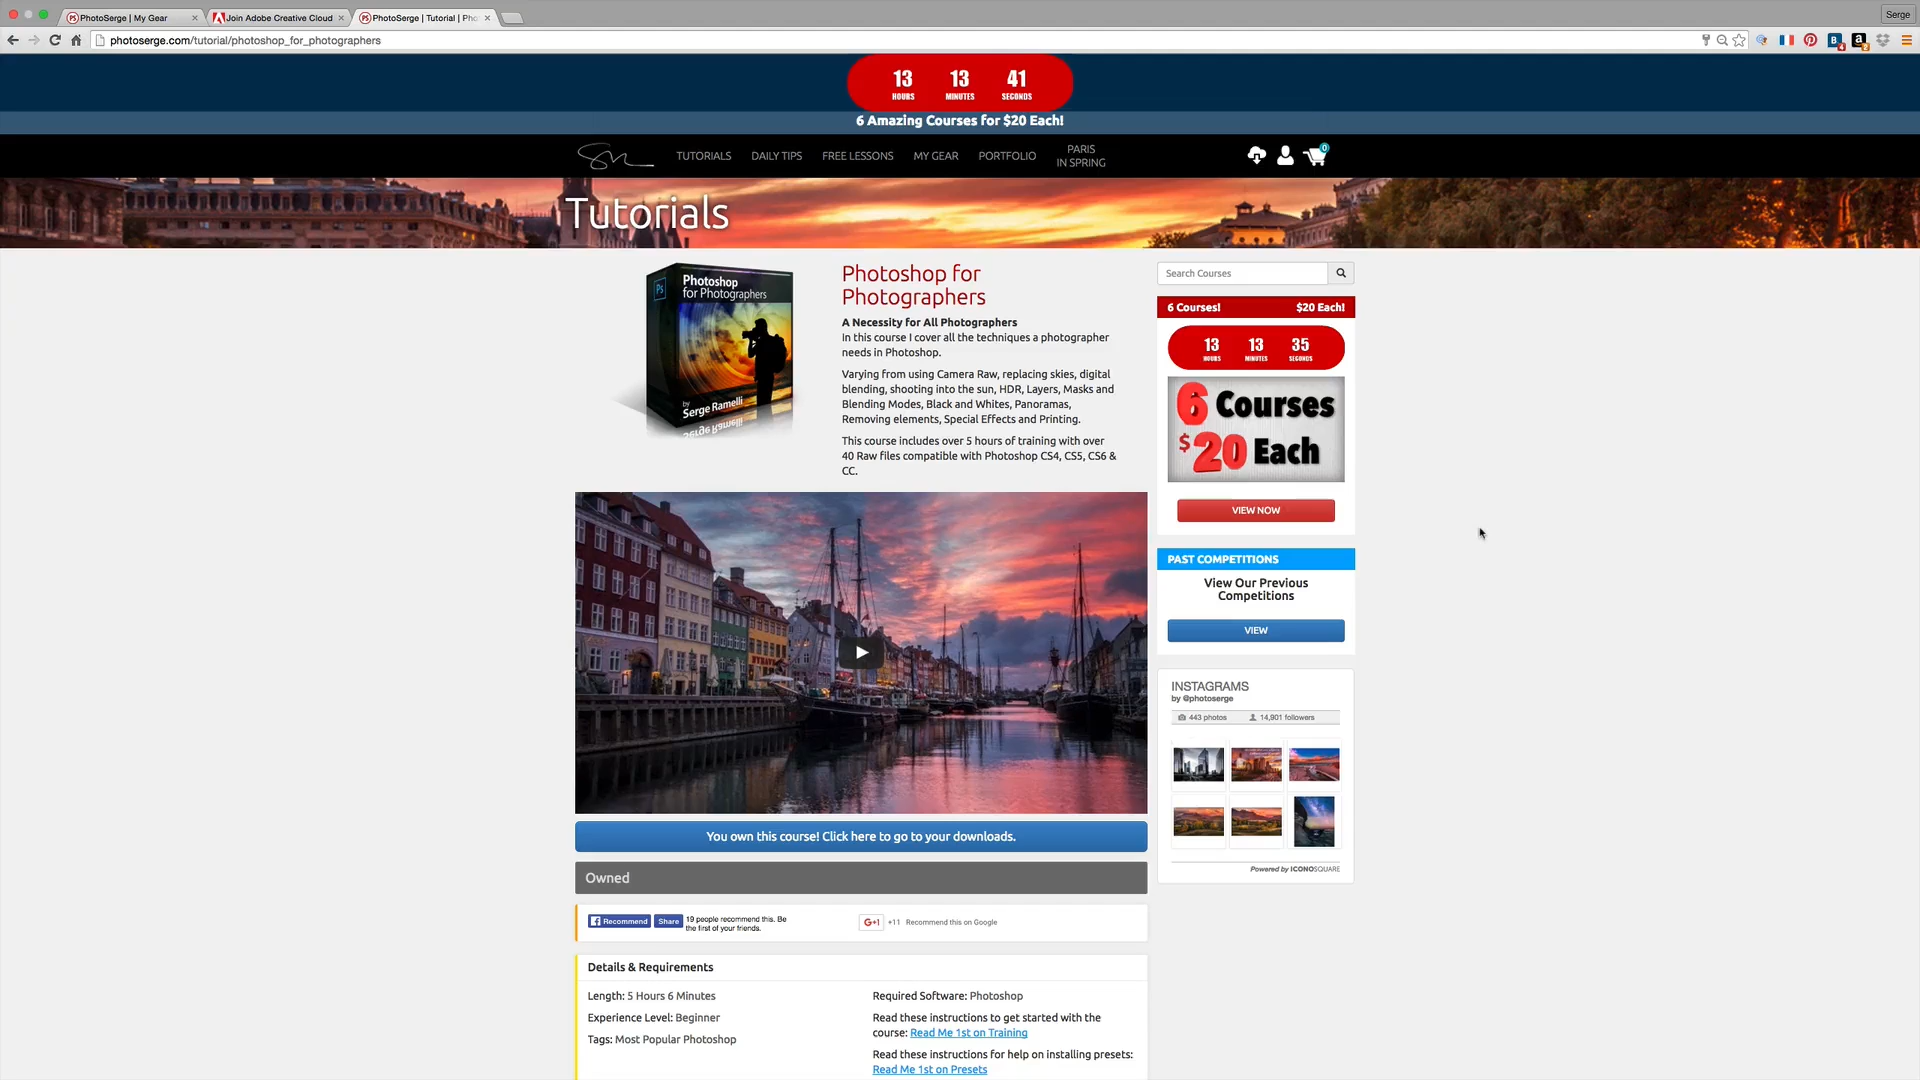 PhotoSerge | My Gear
Join Adobe Creative Cloud
PhotoSerge | Tutorial | Pho
Serge
photoserge.com/tutorial/photoshop_for_photographers
13 13 41
HOURS MINUTES SECONDS
6 Amazing Courses for $20 Each!
TUTORIALS DAILY TIPS FREE LESSONS MY GEAR PORTFOLIO PARIS
IN SPRING
0
Tutorials
Ps Photoshop
for Photographers
by
Serge Ramelli
Photoshop for
Photographers
A Necessity for All Photographers
In this course I cover all the techniques a photographer
needs in Photoshop.
Varying from using Camera Raw, replacing skies, digital
blending, shooting into the sun, HDR, Layers, Masks and
Blending Modes, Black and Whites, Panoramas,
Removing elements, Special Effects and Printing.
This course includes over 5 hours of training with over
40 Raw files compatible with Photoshop CS4, CS5, CS6 &
CC.
Search Courses
6 Courses! $20 Each!
13 13 35
HOURS MINUTES SECONDS
6 Courses
$20 Each
VIEW NOW
PAST COMPETITIONS
View Our Previous
Competitions
VIEW
INSTAGRAMS
by @photoserge
443 photos 14,901 followers
Powered by ICONOSQUARE
You own this course! Click here to go to your downloads.
Owned
Recommend Share 19 people recommend this. Be
the first of your friends.
G+1 +11 Recommend this on Google
Details & Requirements
Length: 5 Hours 6 Minutes
Experience Level: Beginner
Tags: Most Popular Photoshop
Required Software: Photoshop
Read these instructions to get started with the
course: Read Me 1st on Training
Read these instructions for help on installing presets:
Read Me 1st on Presets